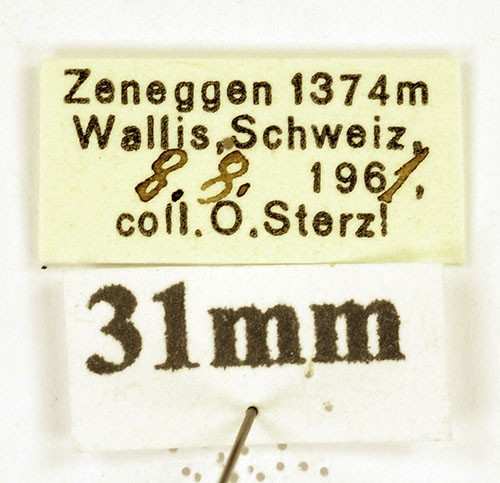 Zeneggen 1374m
Wallis, Schweiz,
8. 8. 1961,
coll. O. Sterzl
31mm